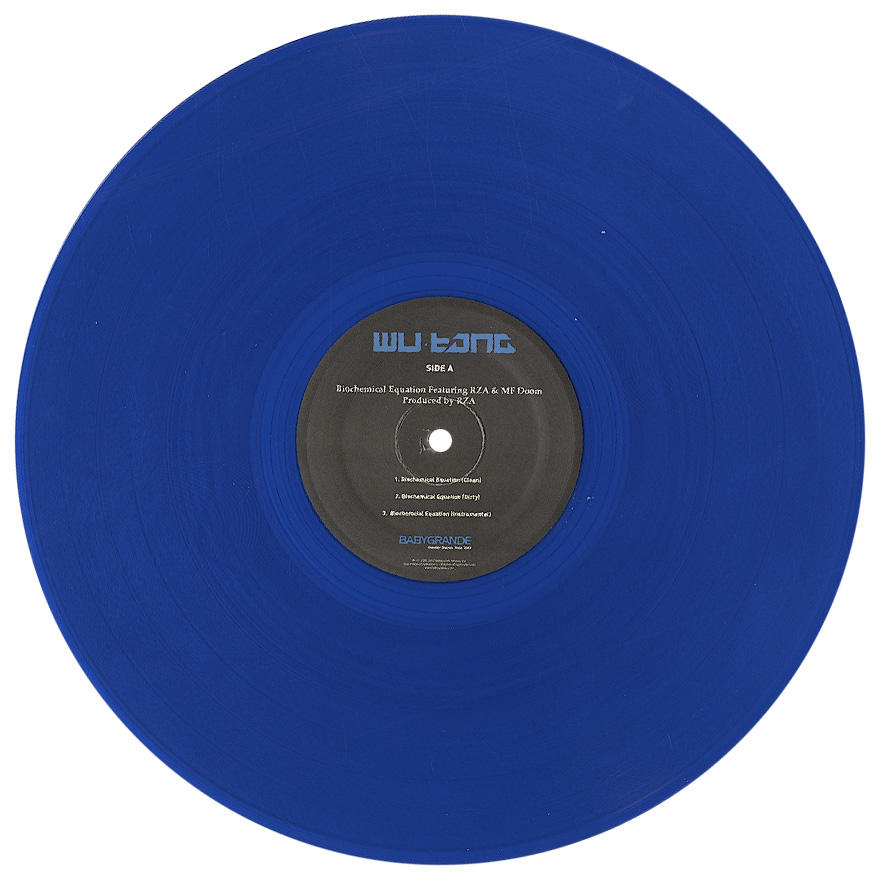 WU TANG
SIDE A
Biochemical Equation Featuring RZA & MF Doom
Produced by RZA
1. Biochemical Equation (Clean)
2. Biochemical Equation (Dirty)
3. Biochemical Equation (Instrumental)
BABYGRANDE